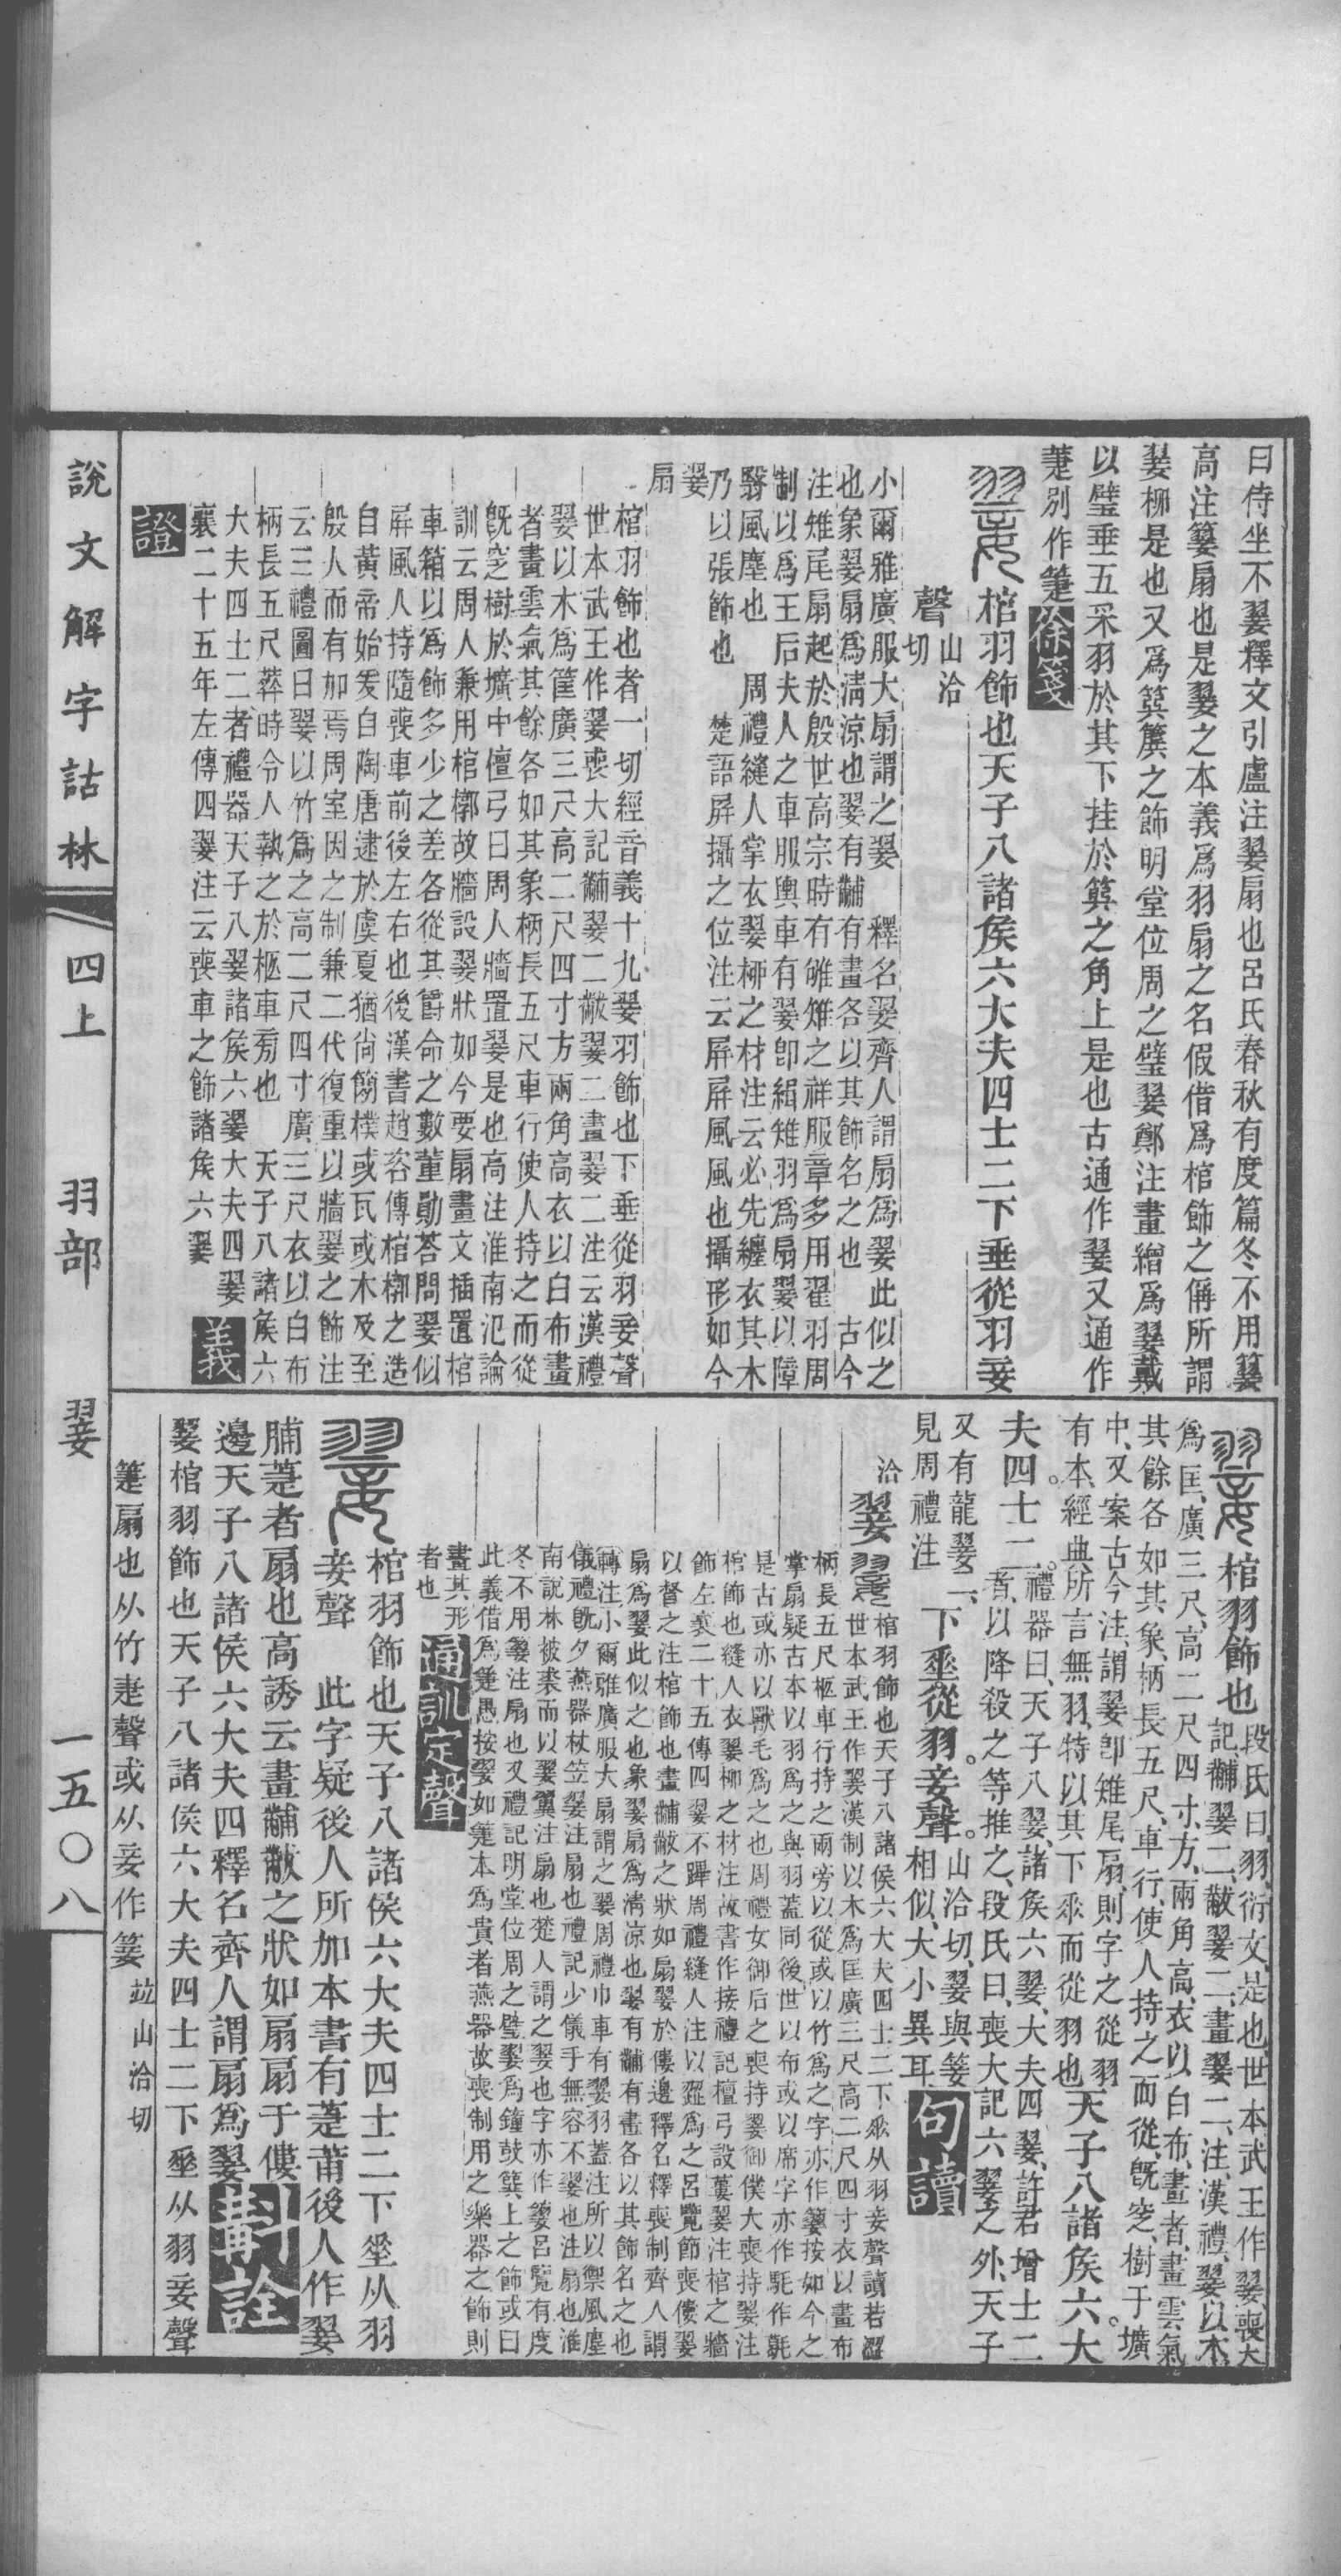 曰侍坐不翣釋文引盧注翣扇也呂氏春秋有度篇冬不用翣
高注箑扇也是翣之本義爲羽扇之名假借爲棺飾之偁所謂
翣柳是也又爲筍簴之飾明堂位周之璧翣鄭注畫繒爲翣戴
以璧垂五采羽於其下挂於簨之角上是也古通作翣又通作
萐別作箑徐箋
棺羽飾也天子八諸矦六大夫四士二下垂從羽妾
聲山洽切
小爾雅廣服大扇謂之翣 釋名翣齊人謂扇爲翣此似之
也象翣扇爲淸涼也翣有黼有畫各以其飾名之也 古今
注雉尾扇起於殷世高宗時有雊雉之祥服章多用翟羽周
制以爲王后夫人之車服輿車有翣卽緝雉羽爲扇翣以障
翳風塵也 周禮縫人掌衣翣柳之材注云必先纏衣其木
乃以張飾也 楚語屛攝之位注云屛屛風風也攝形如今
翣扇
棺羽飾也者一切經音義十九翣羽飾也下垂從羽妾聲
世本武王作翣喪大記黼翣二黻翣二畫翣二注云漢禮
翣以木爲筐廣三尺高二尺四寸方兩角高衣以白布畫
者畫雲氣其餘各如其象柄長五尺車行使人持之而從
旣窆樹於壙中檀弓曰周人牆置翣是也高注淮南氾論
訓云周人兼用棺槨故牆設翣狀如今要扇畫文插置棺
車箱以爲飾多少之差各從其爵命之數董勛荅問翣似
屛風人持隨喪車前後左右也後漢書趙咨傳棺槨之造
自黃帝始爰自陶唐逮於虞夏猶尙簡樸或瓦或木及至
殷人而有加焉周室因之制兼二代復重以牆翣之飾注
云三禮圖曰翣以竹爲之高二尺四寸廣三尺衣以白布
柄長五尺葬時令人執之於柩車旁也 天子八諸矦六
大夫四士二者禮器天子八翣諸矦六翣大夫四翣
襄二十五年左傳四翣注云喪車之飾諸矦六翣 義
證
棺羽飾也段氏曰羽衍文是也世本武王作翣喪大
記黼翣二黻翣二畫翣二注漢禮翣以木
爲匡廣三尺高二尺四寸方兩角高衣以白布畫者畫雲氣
其餘各如其象柄長五尺車行使人持之而從旣窆樹于壙
中又案古今注謂翣卽雉尾扇則字之從羽
有本經典所言無羽特以其下垂而從羽也天子八諸矦六大
夫四士二禮器曰天子八翣諸矦六翣大夫四翣許君增士二
者以降殺之等推之段氏曰喪大記六翣之外天子
又有龍翣二
見周禮注下垂從羽妾聲山洽切翣與箑
相似大小異耳句讀
洽
翣 棺羽飾也天子八諸侯六大夫四士二下垂从羽妾聲讀若澀
世本武王作翣漢制以木爲匡廣三尺高二尺四寸衣以畫布
柄長五尺柩車行持之兩旁以從或以竹爲之字亦作䈉按如今之
掌扇疑古本以羽爲之與羽蓋同後世以布或以席字亦作
是古或亦以獸毛爲之也周禮女御后之喪持翣御僕大喪持翣注
棺飾也縫人衣翣柳之材注故書作接禮記檀弓設蔞翣注棺之牆
飾左襄二十五傳四翣不蹕周禮縫人注以翣爲之呂覽節喪僂翣
以督之注棺飾也畫黼黻之狀如扇翣於僂邊釋名釋喪制齊人謂
扇爲翣此似之也象翣扇爲淸涼也翣有黼有畫各以其飾名之也
轉注小爾雅廣服大扇謂之翣周禮巾車有翣羽蓋注所以禦風塵
儀禮旣夕燕器杖笠翣注扇也禮記少儀手無容不翣也注扇也淮
南說林被裘而以翣翼注扇也楚人謂之翣也字亦作䈉呂覽有度
冬不用箑注扇也又禮記明堂位周之璧翣爲鐘鼓簨上之飾或曰
此義借爲箑愚按翣如箑本爲貴者燕器故喪制用之樂器之飾則
畫其形
者也通訓定聲
棺羽飾也天子八諸侯六大夫四士二下垂从羽
妾聲 此字疑後人所加本書有萐莆後人作翣
脯萐者扇也高誘云畫黼黻之狀如扇扇于僂
邊天子八諸侯六大夫四釋名齊人謂扇爲翣斠詮
翣棺羽飾也天子八諸侯六大夫四士二下垂从羽妾聲
箑扇也从竹疌聲或从妾作䈉竝山洽切
說文解字詁林 四上 羽部 翣 一五〇八